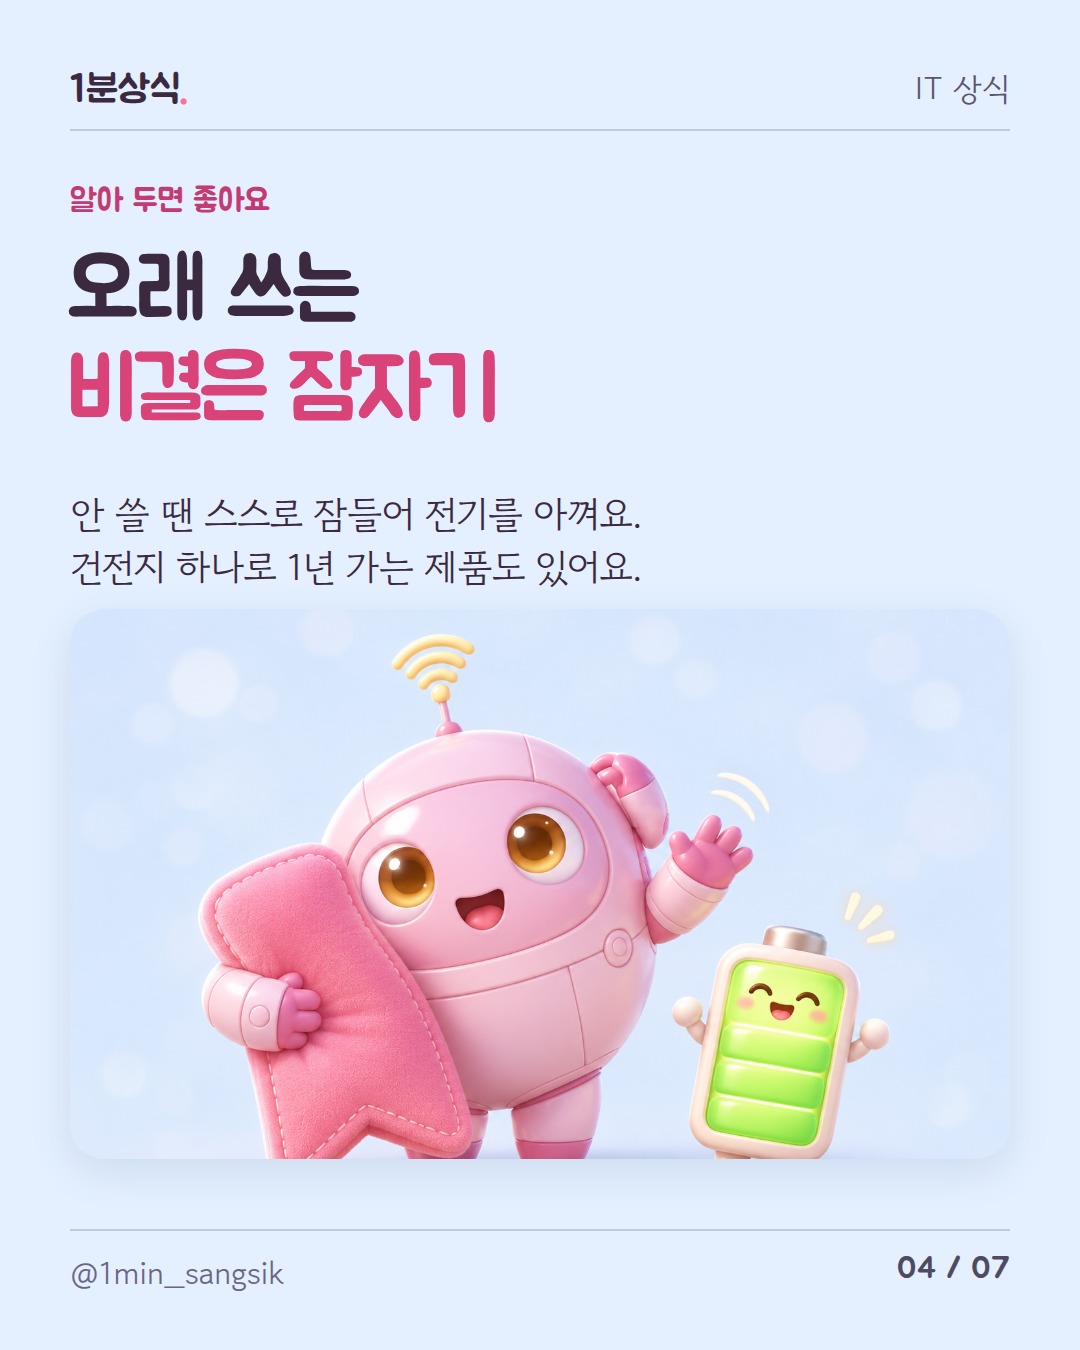 1분상식.
IT 상식
알아 두면 좋아요
오래 쓰는
비결은 잠자기
안 쓸 땐 스스로 잠들어 전기를 아껴요.
건전지 하나로 1년 가는 제품도 있어요.
@1min_sangsik
04 / 07